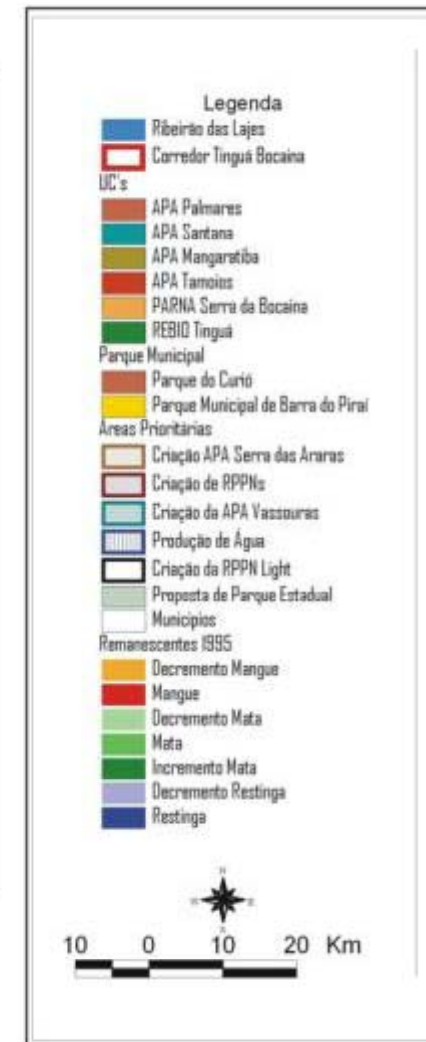 Legenda
Ribeirão das Lajes
Corredor Tinguá Bocaina
UC's
APA Palmares
APA Santana
APA Mangaratiba
APA Tamoios
PARNA Serra da Bocaina
REBIO Tinguá
Parque Municipal
Parque do Curió
Parque Municipal de Barra do Piraí
Áreas Prioritárias
Criação APA Serra das Araras
Criação de RPPNs
Criação da APA Vassouras
Produção de Água
Criação da RPPN Light
Proposta de Parque Estadual
Municípios
Remanescentes 1995
Decremento Mangue
Mangue
Decremento Mata
Mata
Incremento Mata
Decremento Restinga
Restinga
N
E
S
10 0 10 20 Km